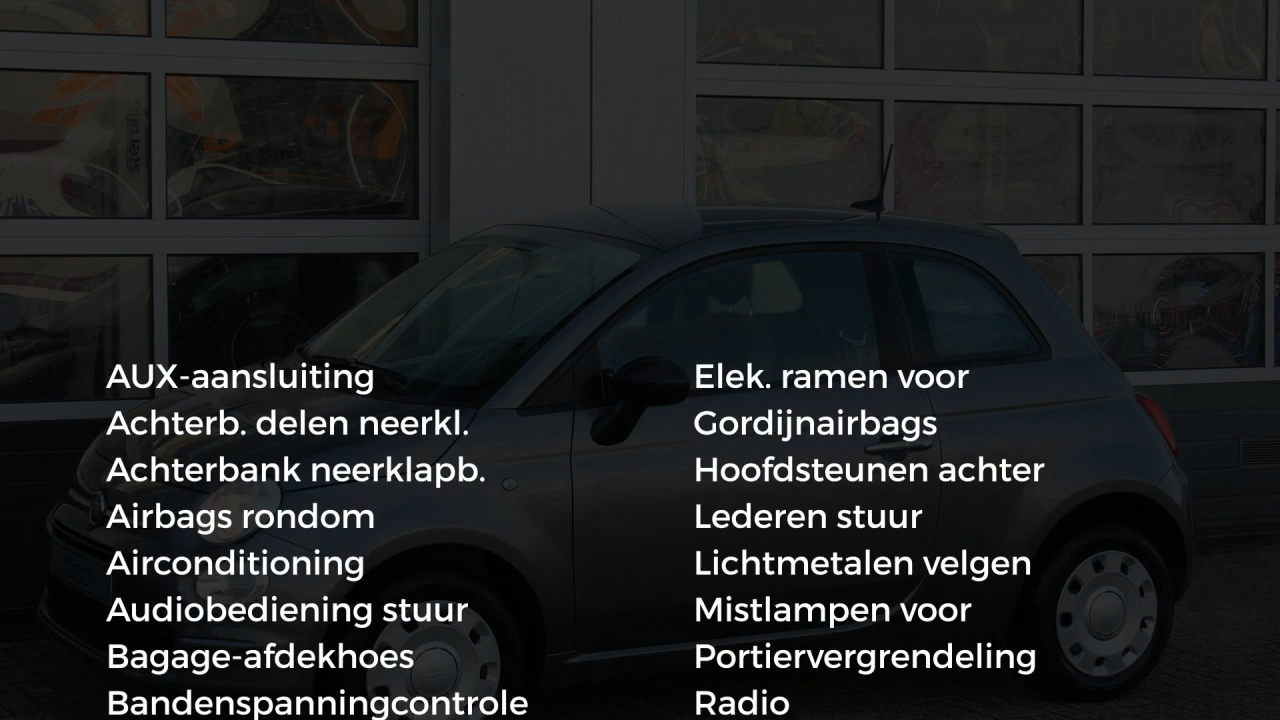 AUX-aansluiting
Achterb. delen neerkl.
Achterbank neerklapb.
Airbags rondom
Airconditioning
Audiobediening stuur
Bagage-afdekhoes
Bandenspanningcontrole
Elek. ramen voor
Gordijnairbags
Hoofdsteunen achter
Lederen stuur
Lichtmetalen velgen
Mistlampen voor
Portiervergrendeling
Radio